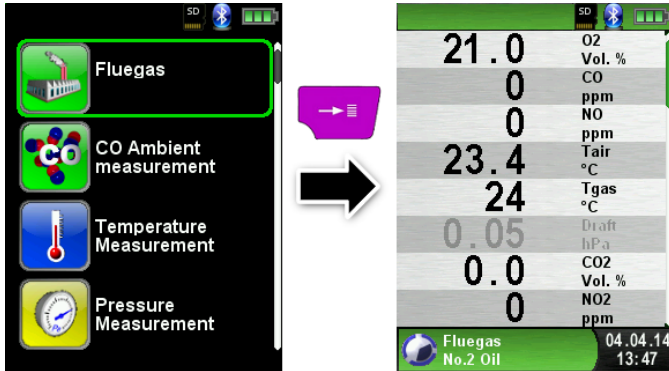 SD
Fluegas
CO
CO Ambient
measurement
Temperature
Measurement
Pressure
Measurement
SD
21.0 O2 Vol. %
0 CO ppm
0 NO ppm
23.4 Tair °C
24 Tgas °C
0.05 Draft hPa
0.0 CO2 Vol. %
0 NO2 ppm
Fluegas 04.04.14
No.2 Oil 13:47